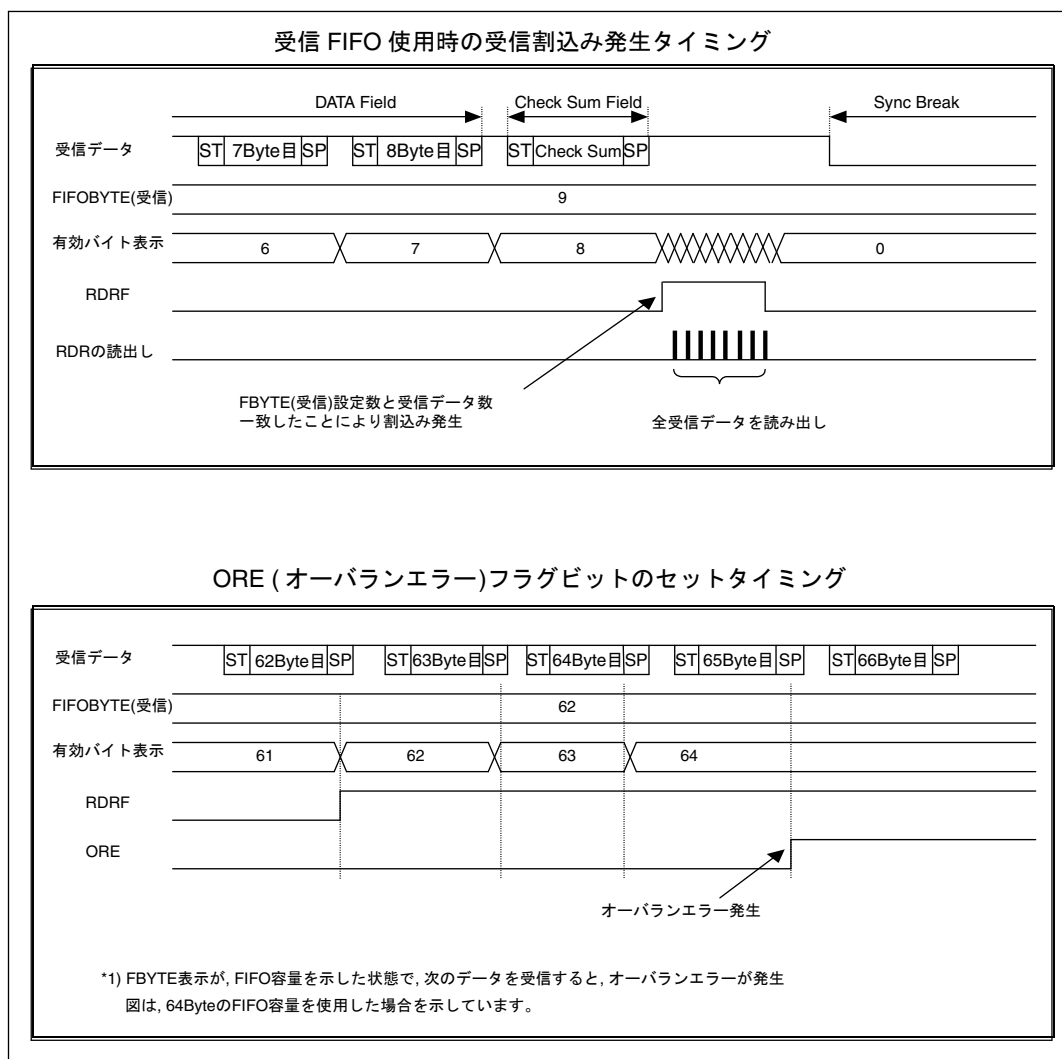 受信 FIFO 使用時の受信割込み発生タイミング
DATA Field
Check Sum Field
Sync Break
受信データ
ST 7Byte目 SP ST 8Byte目 SP ST Check Sum SP
FIFOBYTE(受信)
9
有効バイト表示
6 7 8 0
RDRF
RDRの読出し
FBYTE(受信)設定数と受信データ数
一致したことにより割込み発生
全受信データを読み出し
ORE ( オーバランエラー)フラグビットのセットタイミング
受信データ
ST 62Byte目 SP ST 63Byte目 SP ST 64Byte目 SP ST 65Byte目 SP ST 66Byte目 SP
FIFOBYTE(受信)
62
有効バイト表示
61 62 63 64
RDRF
ORE
オーバランエラー発生
*1) FBYTE表示が, FIFO容量を示した状態で, 次のデータを受信すると, オーバランエラーが発生
図は, 64ByteのFIFO容量を使用した場合を示しています。